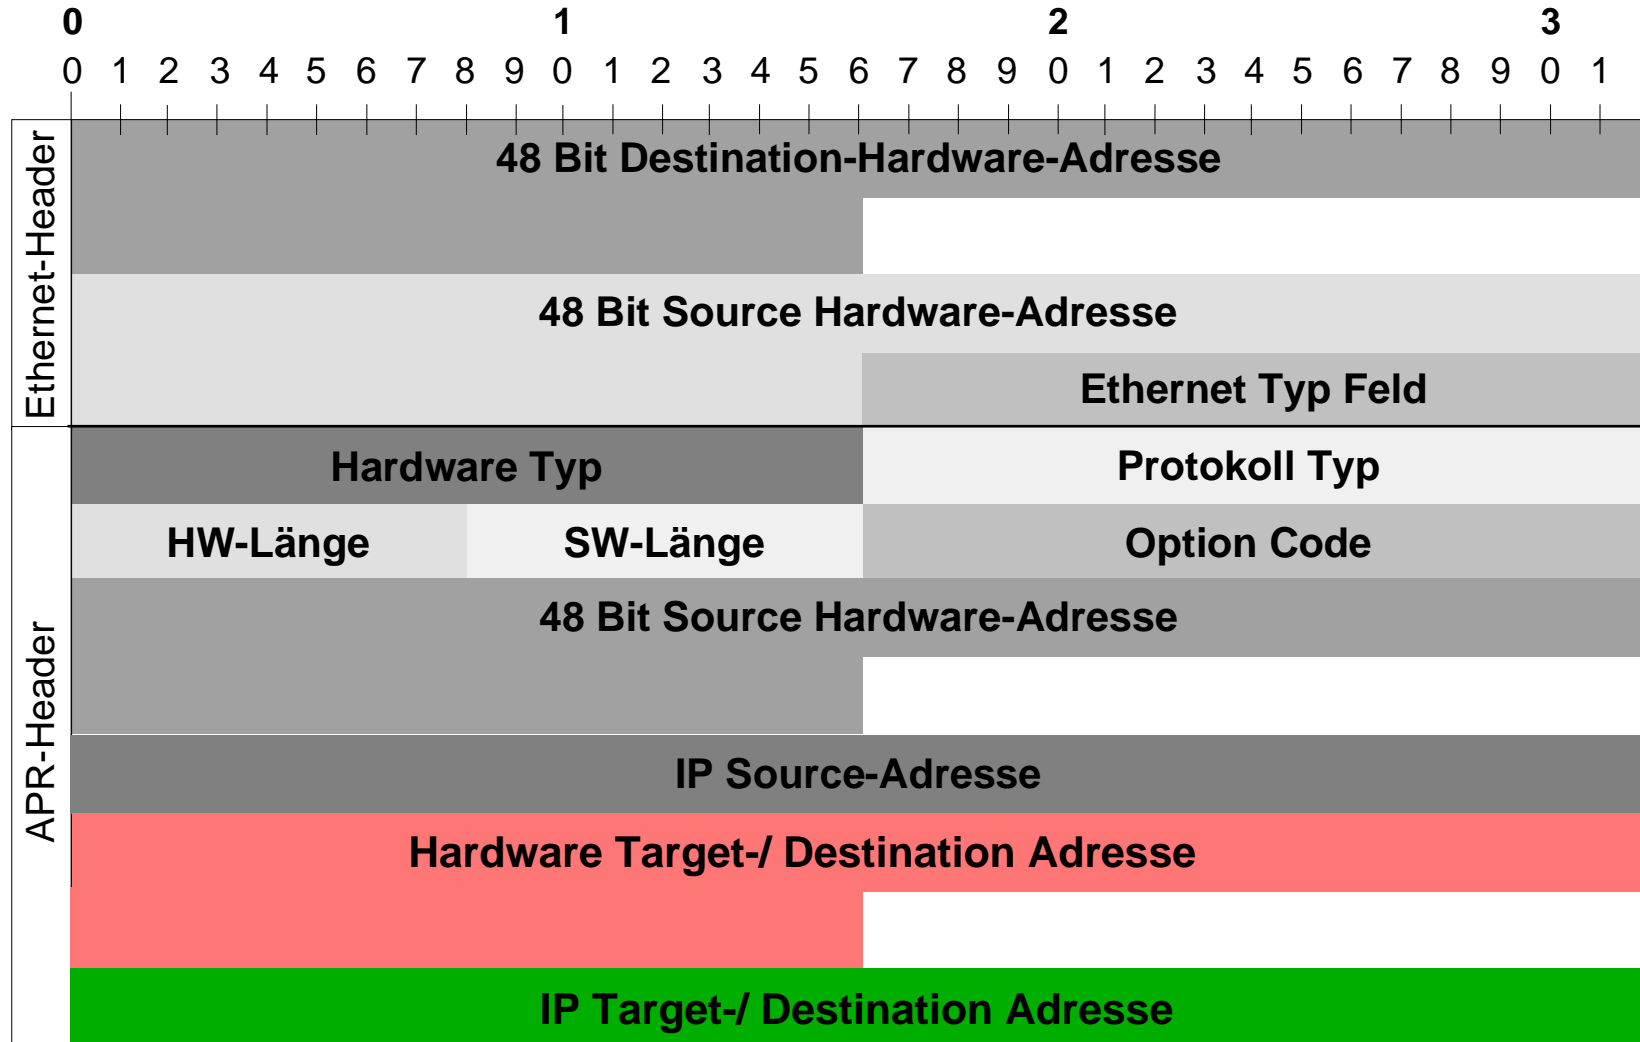 0 1 2 3
0 1 2 3 4 5 6 7 8 9 0 1 2 3 4 5 6 7 8 9 0 1 2 3 4 5 6 7 8 9 0 1
Ethernet-Header
48 Bit Destination-Hardware-Adresse
48 Bit Source Hardware-Adresse
Ethernet Typ Feld
APR-Header
Hardware Typ Protokoll Typ
HW-Länge SW-Länge Option Code
48 Bit Source Hardware-Adresse
IP Source-Adresse
Hardware Target-/ Destination Adresse
IP Target-/ Destination Adresse